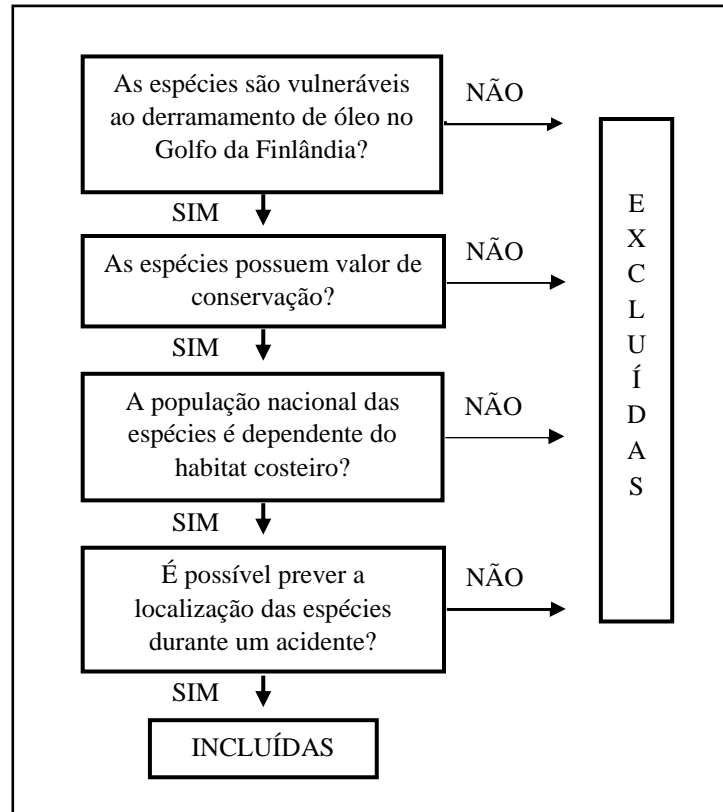 As espécies são vulneráveis
ao derramamento de óleo no
Golfo da Finlândia?
NÃO
SIM
As espécies possuem valor de
conservação?
NÃO
SIM
A população nacional das
espécies é dependente do
habitat costeiro?
NÃO
SIM
É possível prever a
localização das espécies
durante um acidente?
NÃO
SIM
INCLUÍDAS
E
X
C
L
U
Í
D
A
S